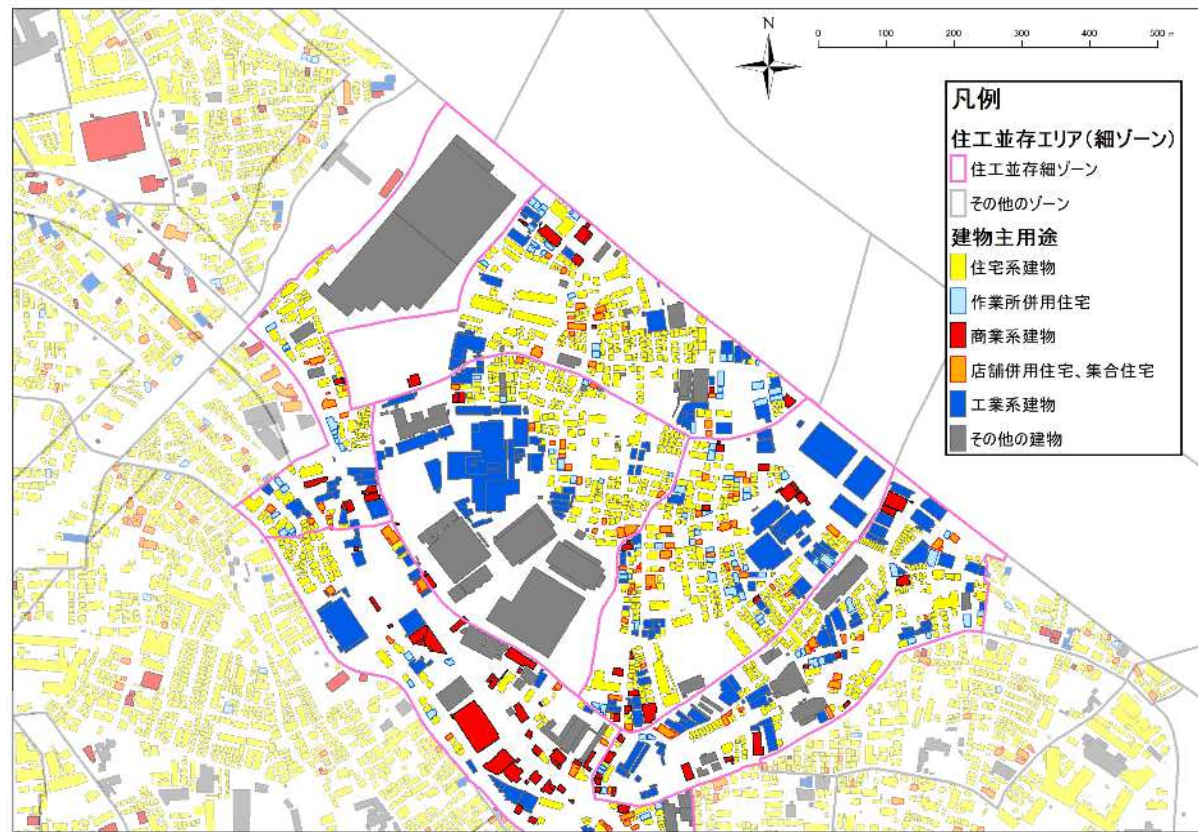 N
0 100 200 300 400 500 m
凡例
住工並存エリア(細ゾーン)
住工並存細ゾーン
その他のゾーン
建物主用途
住宅系建物
作業所併用住宅
商業系建物
店舗併用住宅、集合住宅
工業系建物
その他の建物